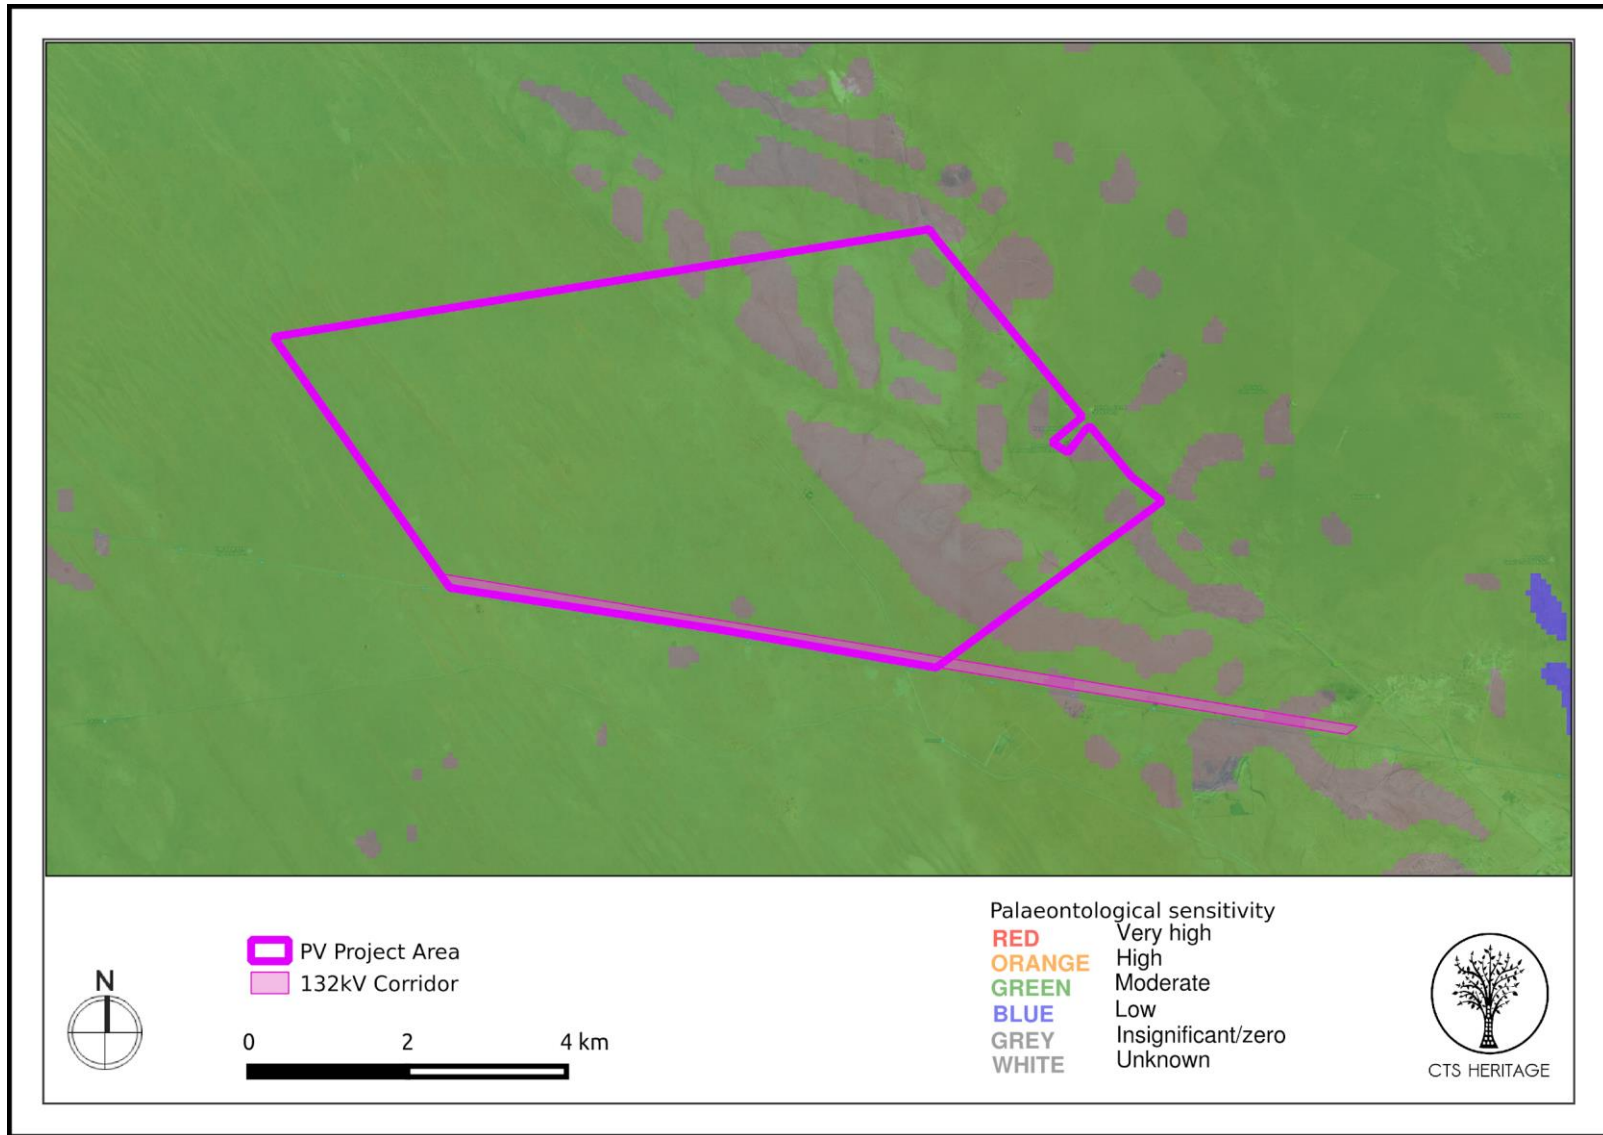 PV Project Area
132kV Corridor
N
0 2 4 km
Palaeontological sensitivity
RED Very high
ORANGE High
GREEN Moderate
BLUE Low
GREY Insignificant/zero
WHITE Unknown
CTS HERITAGE